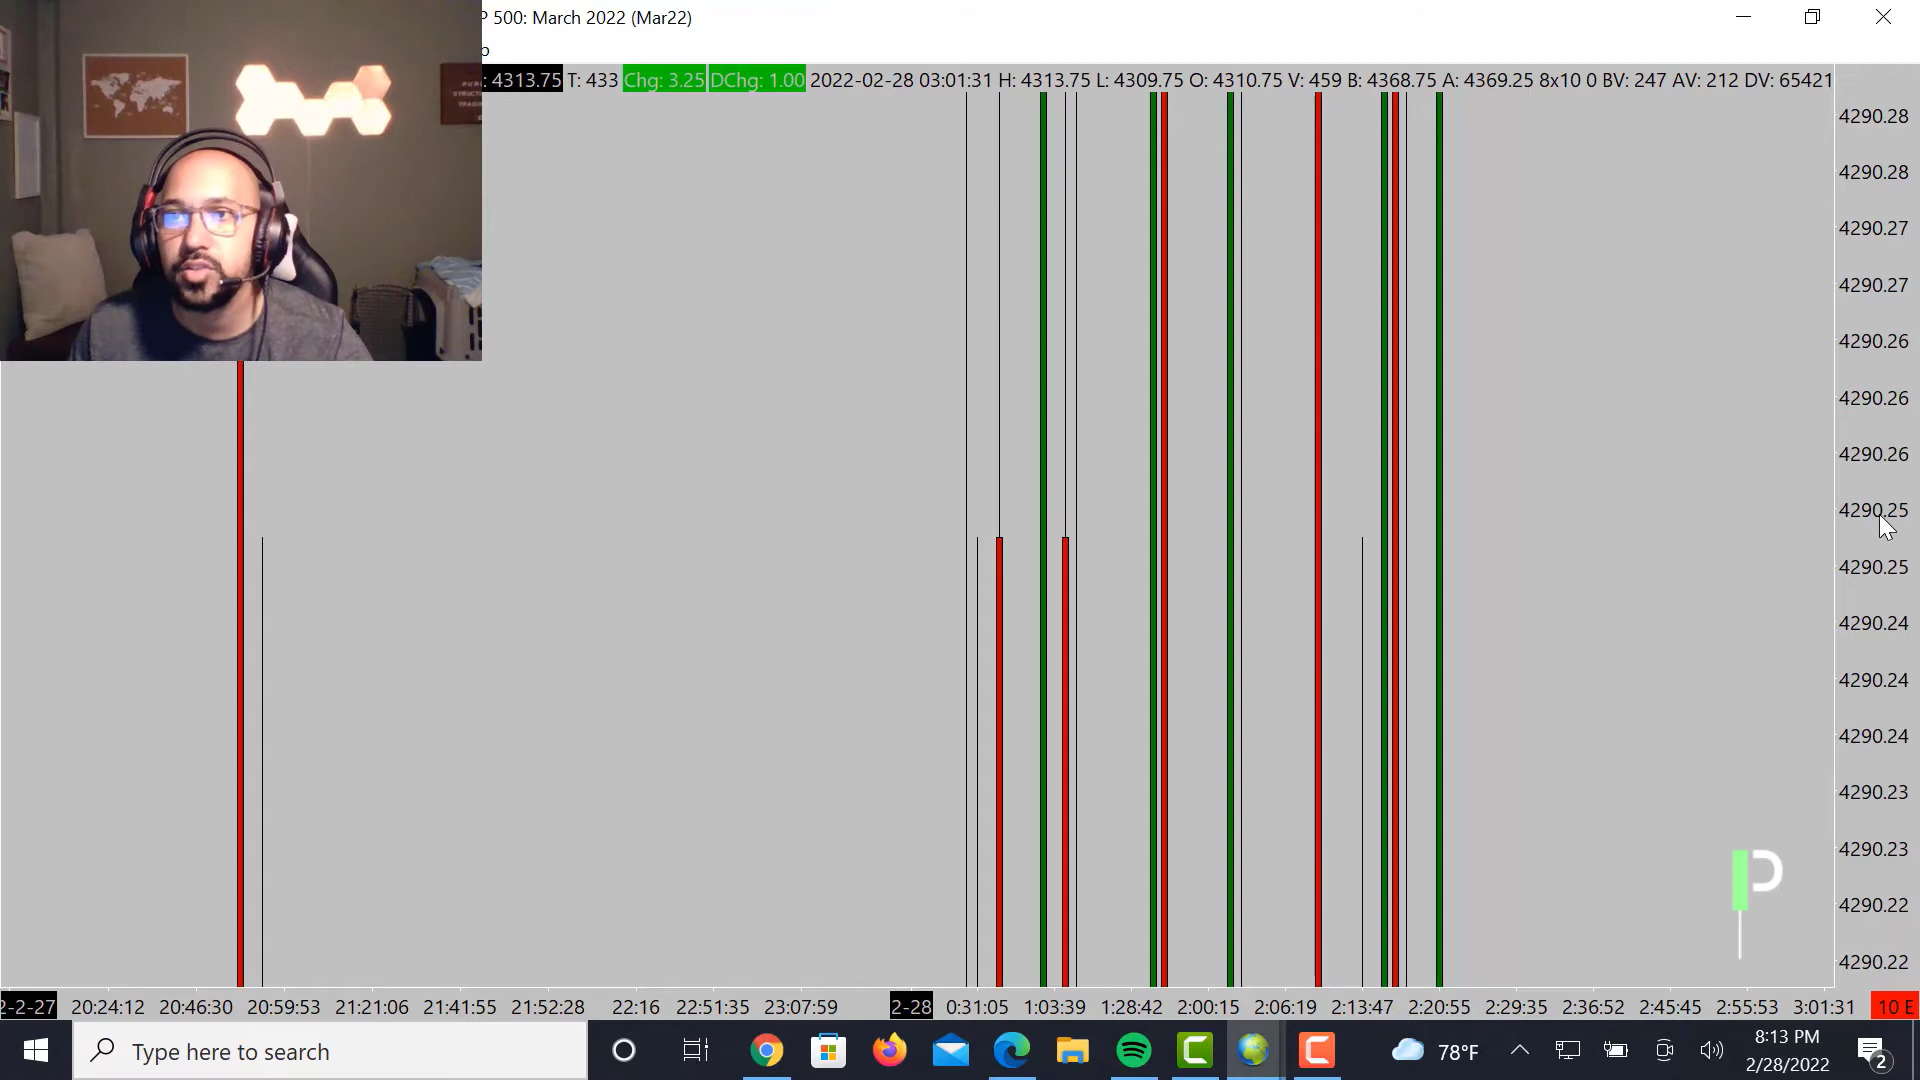 P 500: March 2022 (Mar22)
p
: 4313.75 T: 433 Chg: 3.25 DChg: 1.00 2022-02-28 03:01:31 H: 4313.75 L: 4309.75 O: 4310.75 V: 459 B: 4368.75 A: 4369.25 8x10 0 BV: 247 AV: 212 DV: 65421
4290.28
4290.28
4290.27
4290.27
4290.26
4290.26
4290.26
4290.25
4290.25
4290.24
4290.24
4290.24
4290.23
4290.23
4290.22
4290.22
2-2-27 20:24:12 20:46:30 20:59:53 21:21:06 21:41:55 21:52:28 22:16 22:51:35 23:07:59 2-28 0:31:05 1:03:39 1:28:42 2:00:15 2:06:19 2:13:47 2:20:55 2:29:35 2:36:52 2:45:45 2:55:53 3:01:31 10 E
Type here to search
78°F
8:13 PM
2/28/2022
2